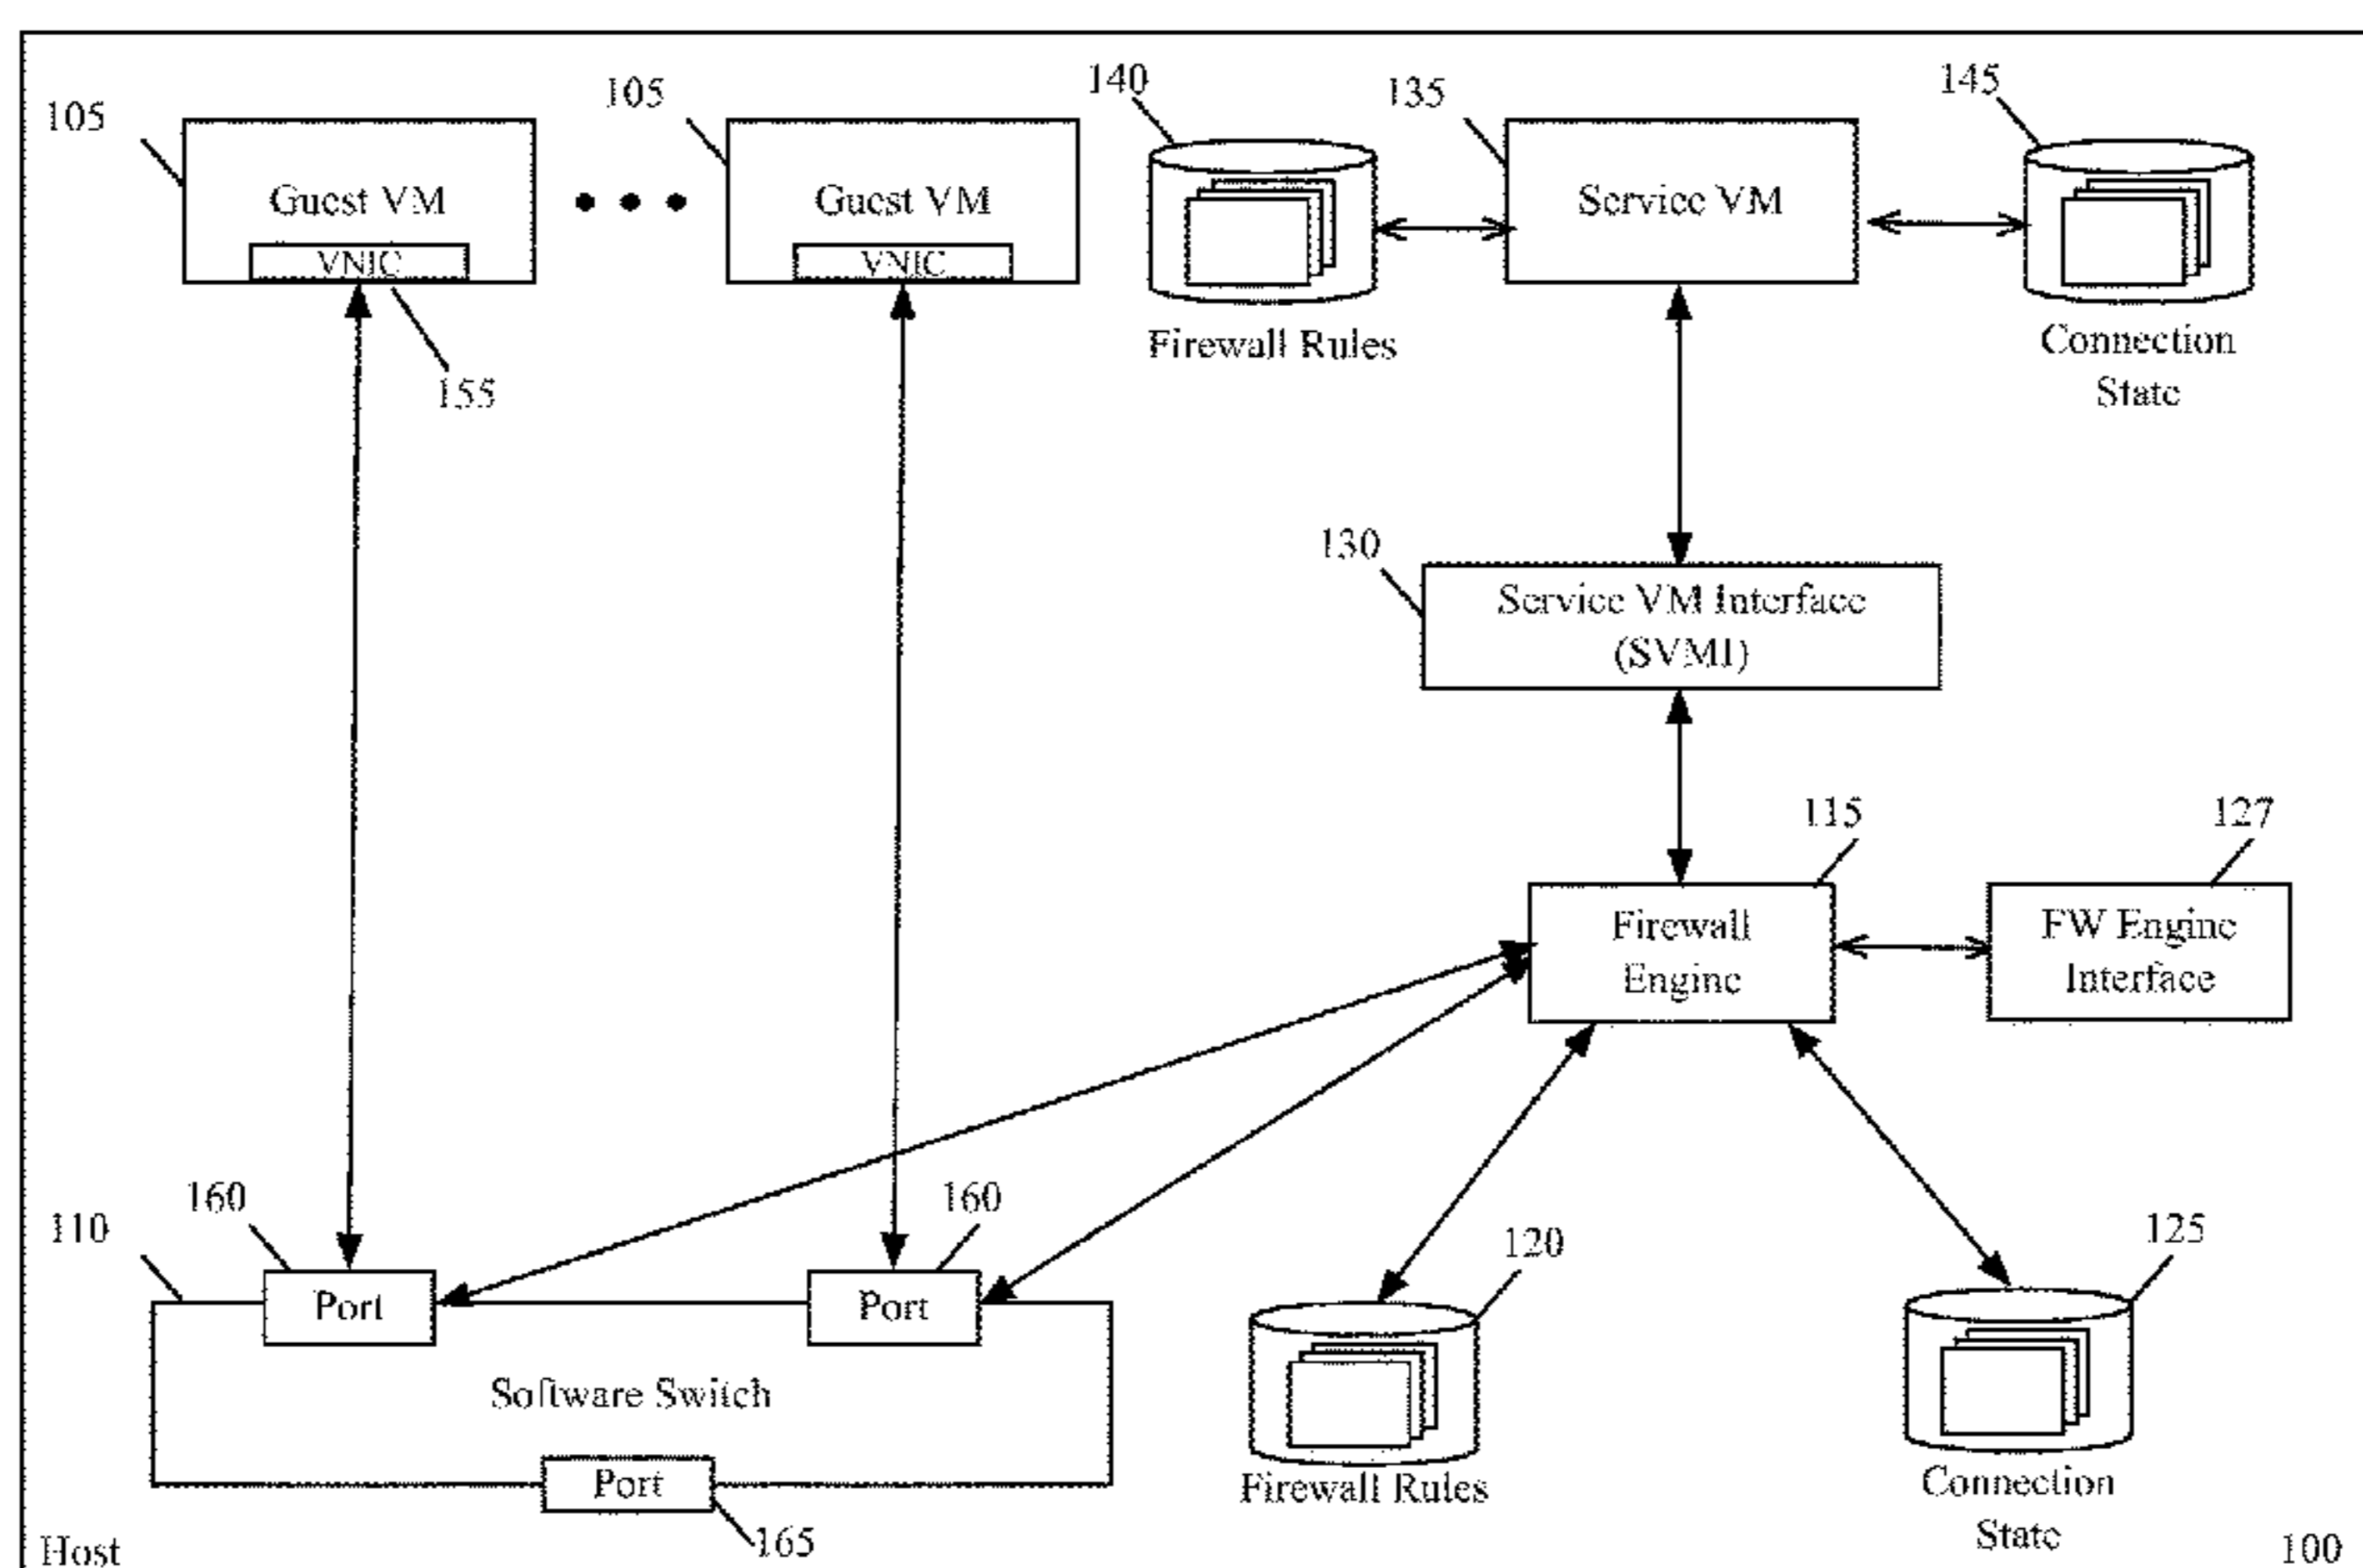 140
135
145
105
105
Guest VM
VNIC
Guest VM
VNIC
Service VM
155
Firewall Rules
Connection
State
130
Service VM Interface
(SVMI)
115
127
Firewall
Engine
FW Engine
Interface
110
160
160
120
125
Port
Port
Software Switch
Port
165
Firewall Rules
Connection
State
Host
100